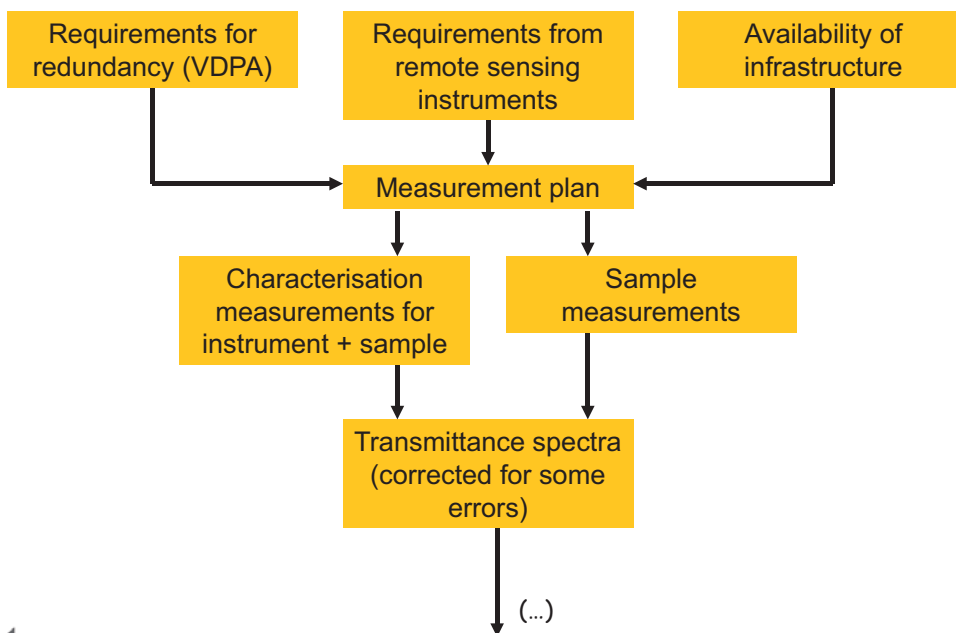 Requirements for
redundancy (VDPA)
Requirements from
remote sensing
instruments
Availability of
infrastructure
Measurement plan
Characterisation
measurements for
instrument + sample
Sample
measurements
Transmittance spectra
(corrected for some
errors)
(...)